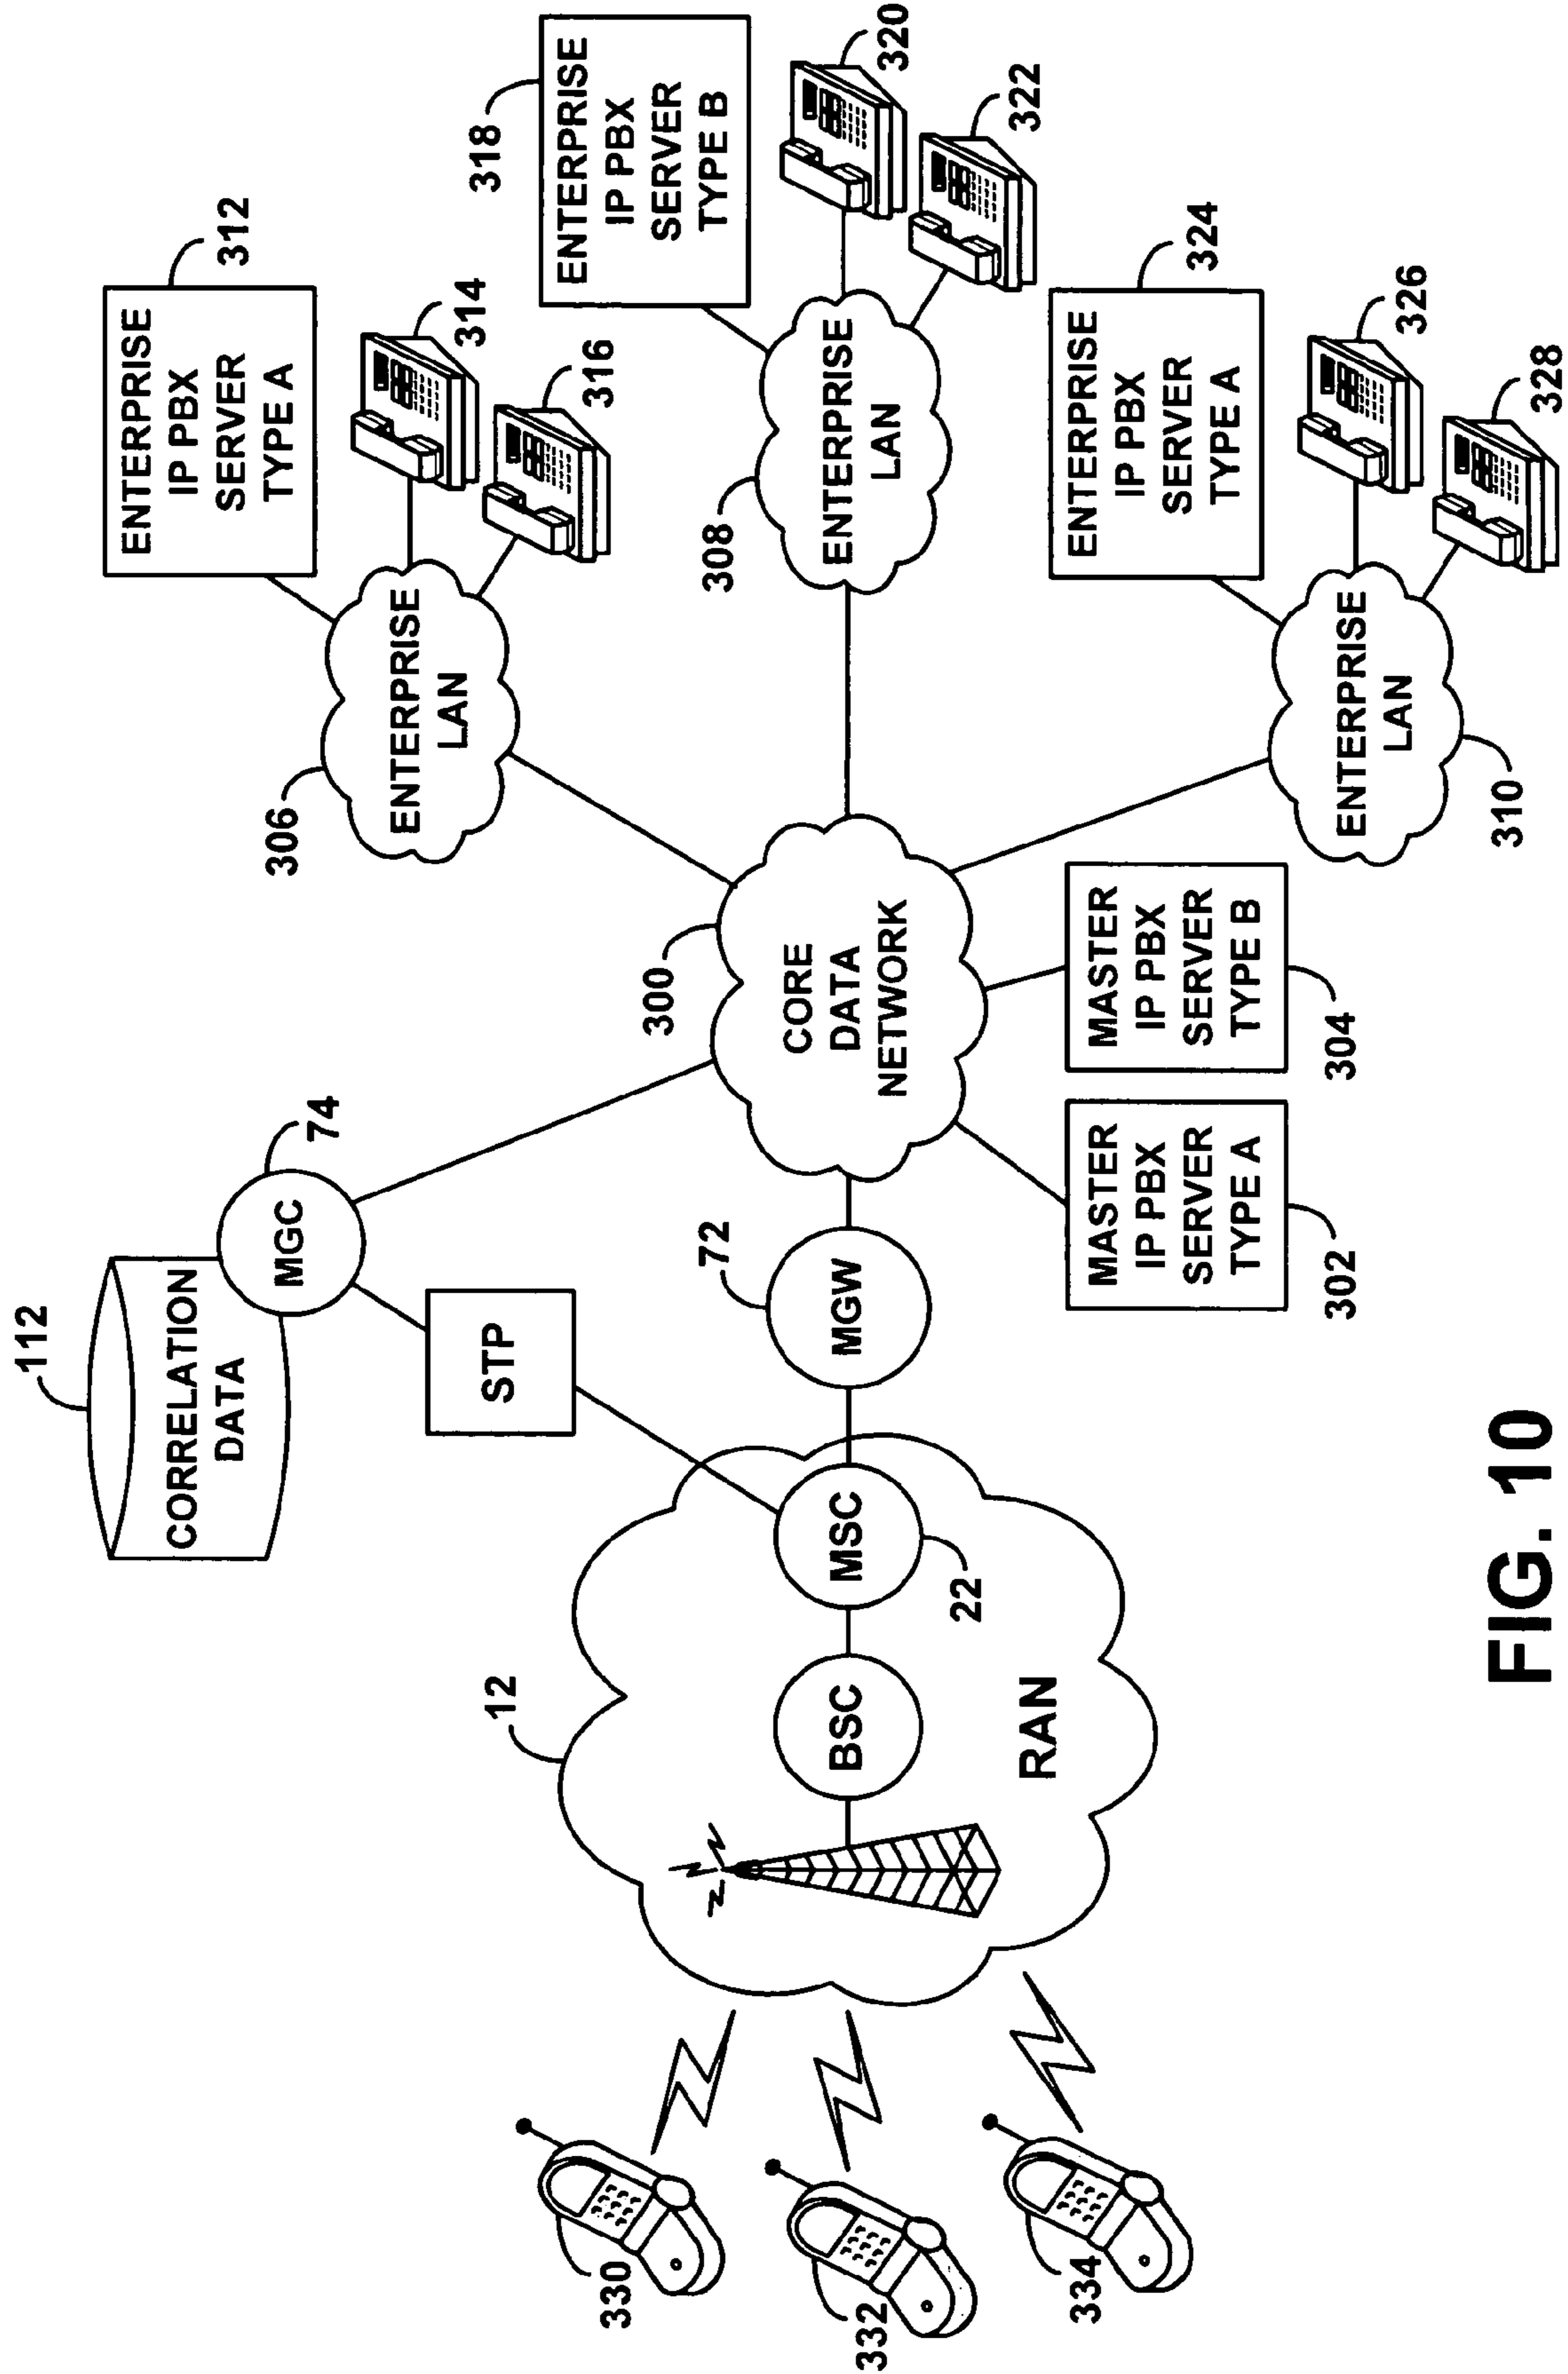 112
CORRELATION
DATA
74
MGC
STP
12
RAN
BSC
MSC
22
72
MGW
330
332
334
300
CORE
DATA
NETWORK
MASTER
IP PBX
SERVER
TYPE A
302
MASTER
IP PBX
SERVER
TYPE B
304
306
ENTERPRISE
LAN
ENTERPRISE
IP PBX
SERVER
TYPE A
312
314
316
308
ENTERPRISE
LAN
318
ENTERPRISE
IP PBX
SERVER
TYPE B
320
322
310
ENTERPRISE
LAN
ENTERPRISE
IP PBX
SERVER
TYPE A
324
326
328
FIG. 10